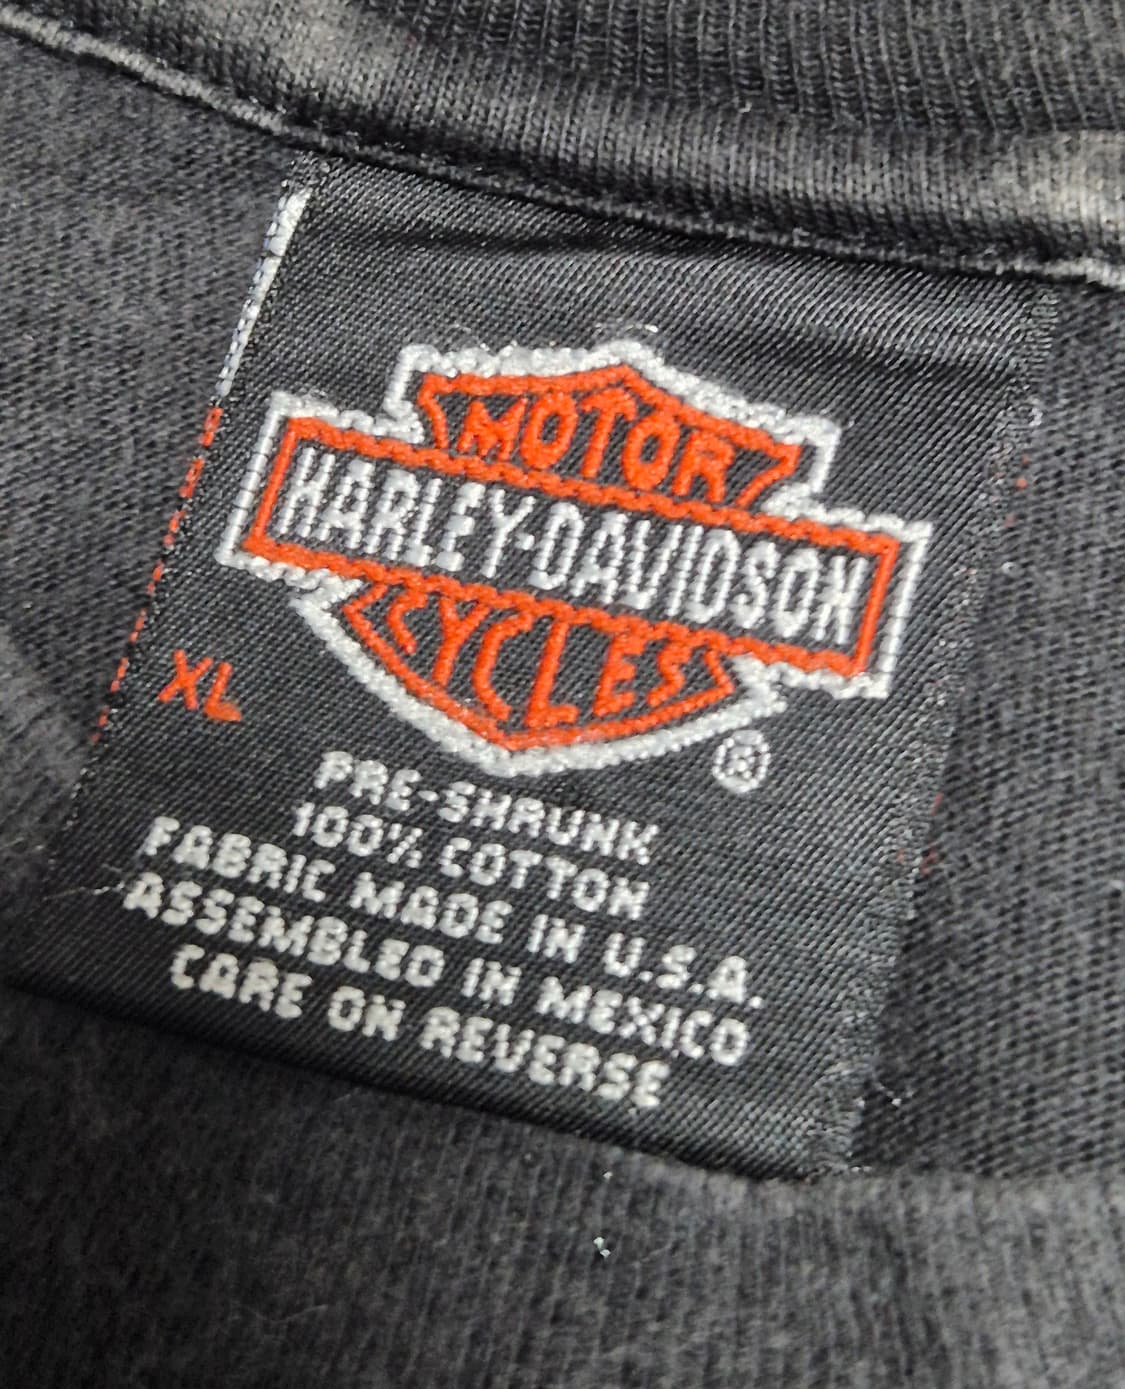 MOTOR
HARLEY-DAVIDSON
CYCLES
®
XL
PRE-SHRUNK
100% COTTON
FABRIC MADE IN U.S.A.
ASSEMBLED IN MEXICO
CARE ON REVERSE